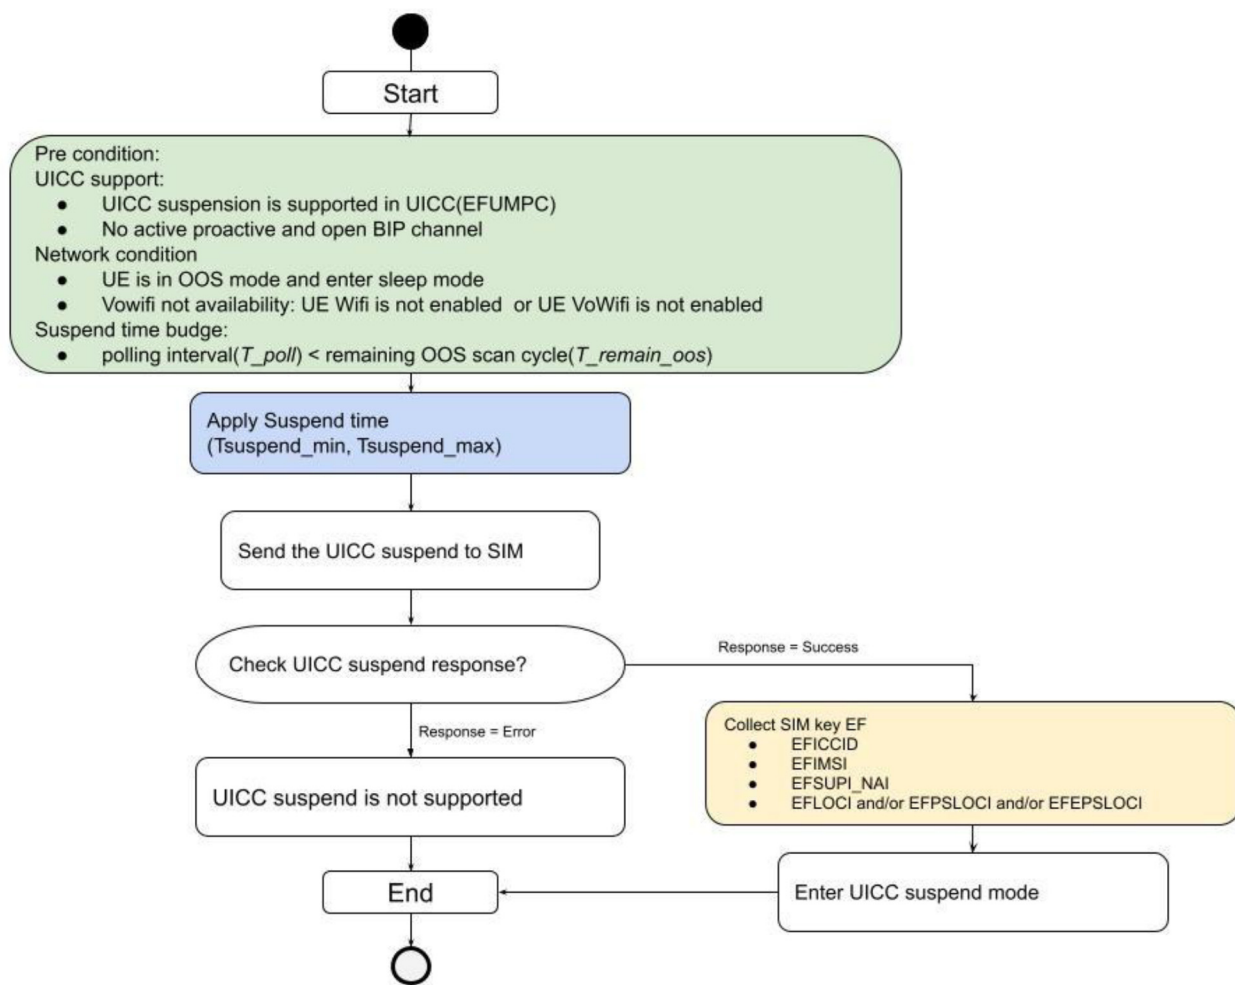 Start
Pre condition:
UICC support:
● UICC suspension is supported in UICC(EFUMPC)
● No active proactive and open BIP channel
Network condition
● UE is in OOS mode and enter sleep mode
● Vowifi not availability: UE Wifi is not enabled or UE VoWifi is not enabled
Suspend time budge:
● polling interval(T_poll) < remaining OOS scan cycle(T_remain_oos)
Apply Suspend time
(Tsuspend_min, Tsuspend_max)
Send the UICC suspend to SIM
Check UICC suspend response?
Response = Success
Response = Error
Collect SIM key EF
● EFICCID
● EFIMSI
● EFSUPI_NAI
● EFLOCI and/or EFPSLOCI and/or EFEPSLOCI
UICC suspend is not supported
Enter UICC suspend mode
End